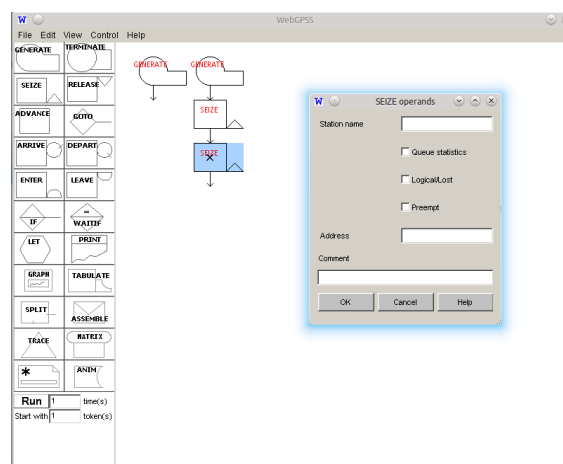 WebGPSS
File Edit View Control Help
GENERATE TERMINATE
SEIZE RELEASE
ADVANCE GOTO
ARRIVE DEPART
ENTER LEAVE
IF WAITIF
LET PRINT
GRAPH TABULATE
SPLIT ASSEMBLE
TRACE MATRIX
* ANIM
Run 1 time(s)
Start with 1 token(s)
GENERATE GENERATE
SEIZE
SEIZE
SEIZE operands
Station name
Queue statistics
Logical/Lost
Preempt
Address
Comment
OK Cancel Help